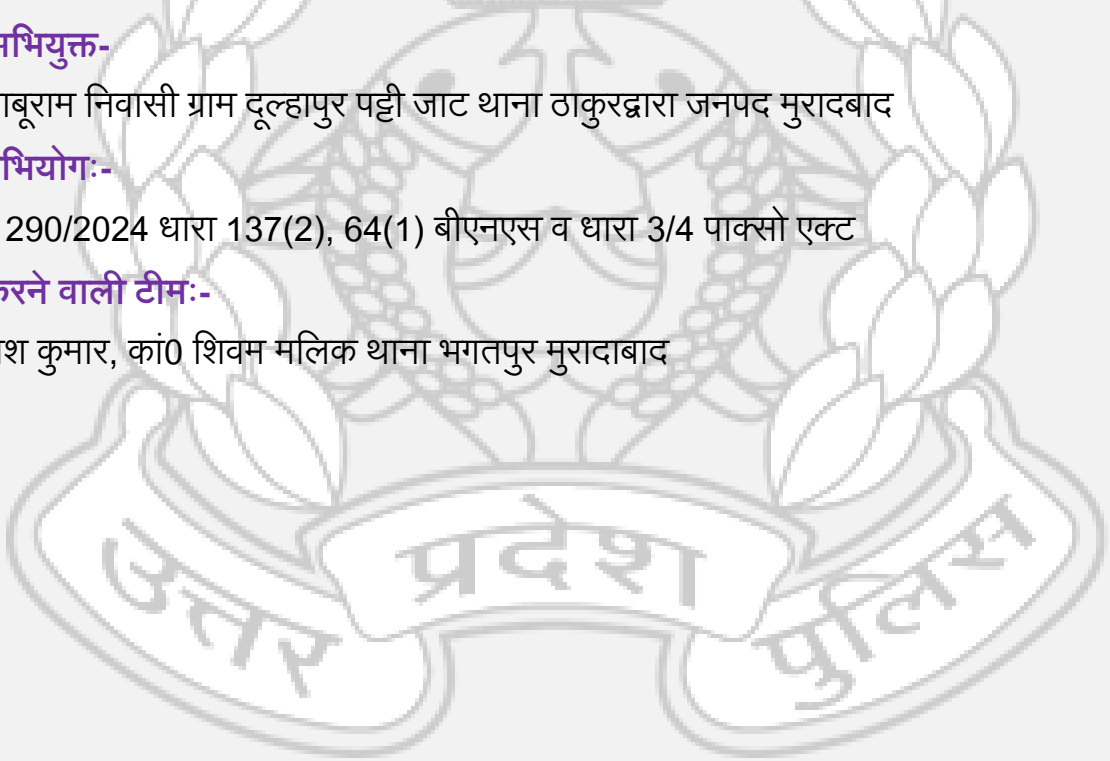 भियुक्त-
बूराम निवासी ग्राम दूल्हापुर पट्टी जाट थाना ठाकुरद्वारा जनपद मुरादबाद
भियोगः-
290/2024 धारा 137(2), 64(1) बीएनएस व धारा 3/4 पाक्सो एक्ट
करने वाली टीमः-
श कुमार, कां0 शिवम मलिक थाना भगतपुर मुरादाबाद
उत्तर प्रदेश पुलिस